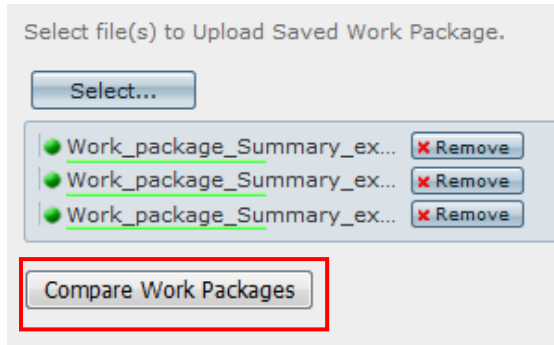 Select file(s) to Upload Saved Work Package.
Select...
Work_package_Summary_ex... Remove
Work_package_Summary_ex... Remove
Work_package_Summary_ex... Remove
Compare Work Packages